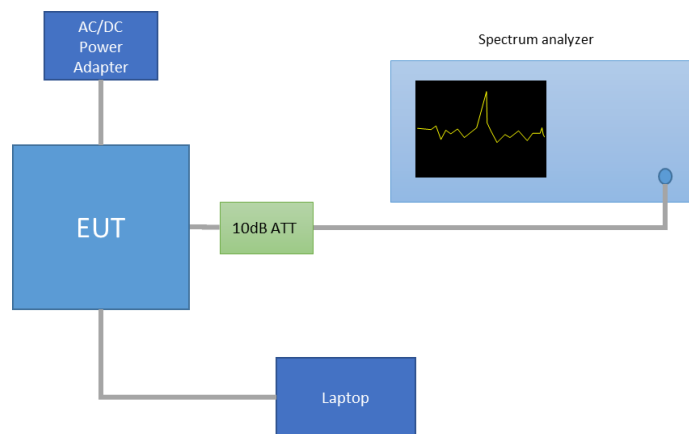 AC/DC
Power
Adapter
Spectrum analyzer
EUT
10dB ATT
Laptop